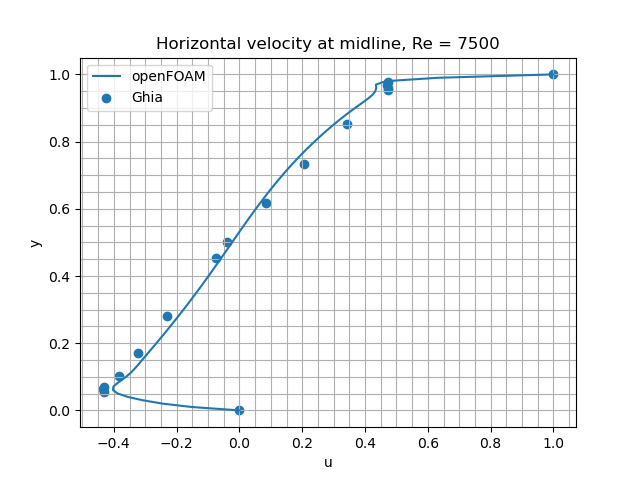 Horizontal velocity at midline, Re = 7500
openFOAM
Ghia
1.0
0.8
0.6
0.4
0.2
0.0
y
−0.4 −0.2 0.0 0.2 0.4 0.6 0.8 1.0
u